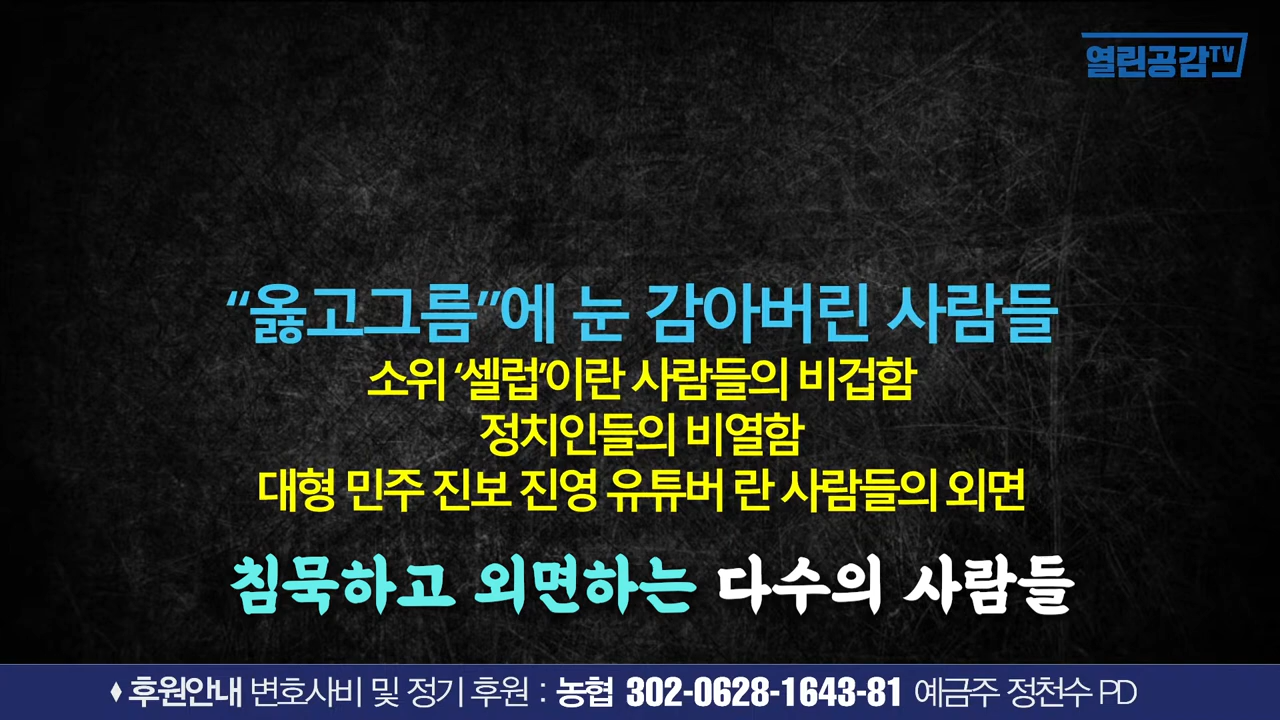 열린공감TV
“옳고그름”에 눈 감아버린 사람들
소위 ‘셀럽’이란 사람들의 비겁함
정치인들의 비열함
대형 민주 진보 진영 유튜버 란 사람들의 외면
침묵하고 외면하는 다수의 사람들
♦ 후원안내 변호사비 및 정기 후원 : 농협 302-0628-1643-81 예금주 정천수 PD